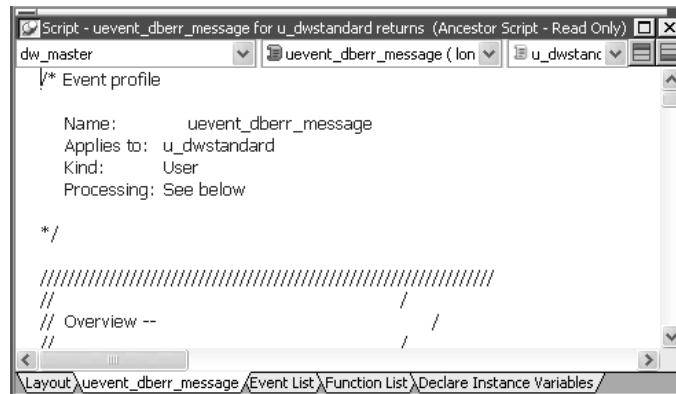 Script - uevent_dberr_message for u_dwstandard returns (Ancestor Script - Read Only)
dw_master uevent_dberr_message ( lon u_dwstanc
/* Event profile
Name: uevent_dberr_message
Applies to: u_dwstandard
Kind: User
Processing: See below
*/
/////////////////////////////////////////////////////////////////
// /
// Overview -- /
// /
Layout uevent_dberr_message Event List Function List Declare Instance Variables